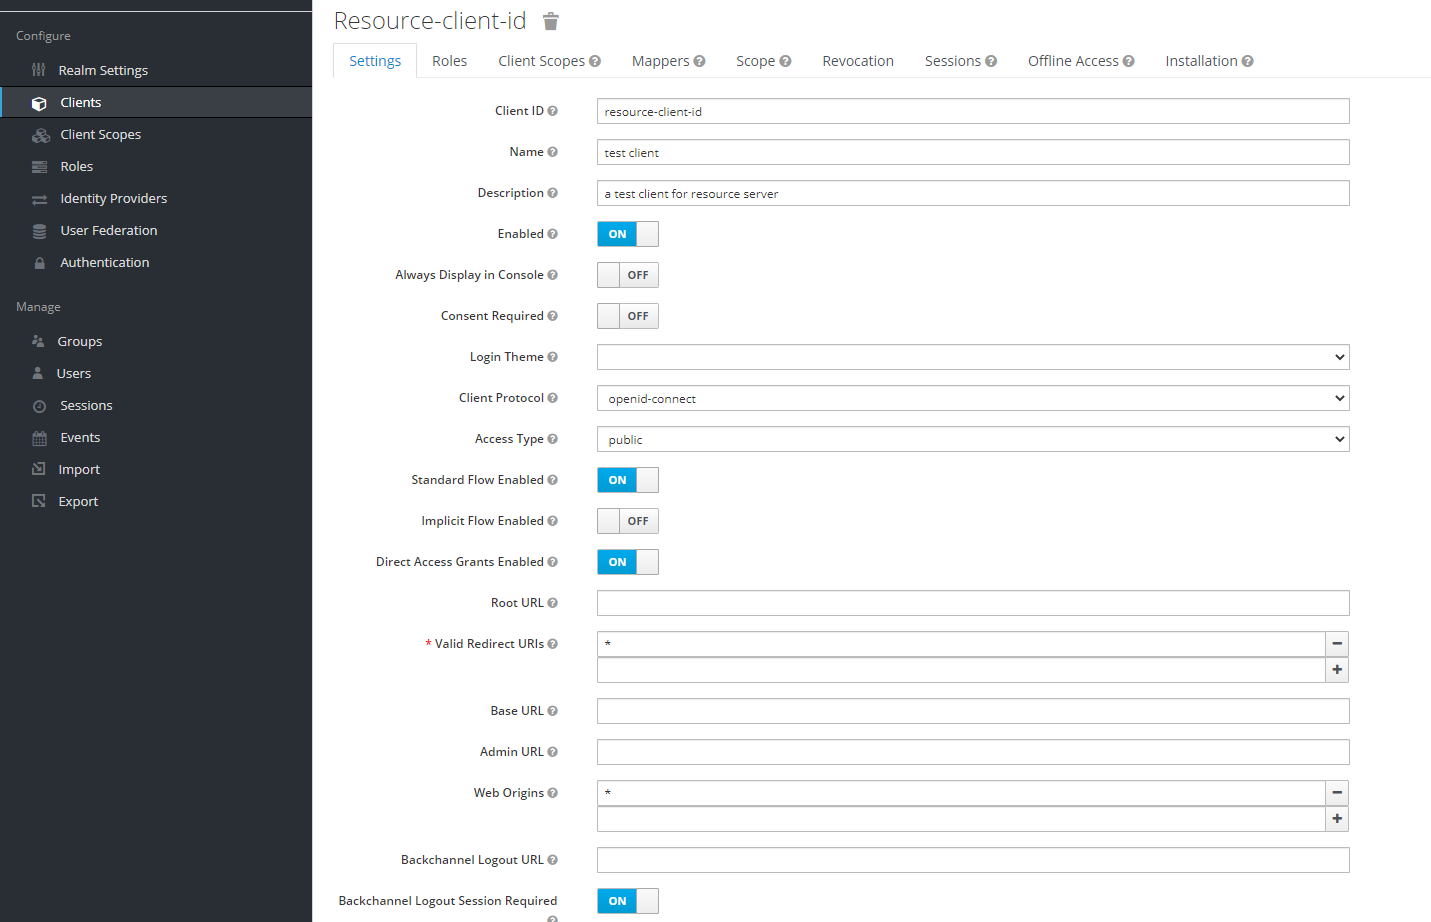 Configure
Realm Settings
Clients
Client Scopes
Roles
Identity Providers
User Federation
Authentication
Manage
Groups
Users
Sessions
Events
Import
Export
Resource-client-id
Settings Roles Client Scopes Mappers Scope Revocation Sessions Offline Access Installation
Client ID resource-client-id
Name test client
Description a test client for resource server
Enabled ON
Always Display in Console OFF
Consent Required OFF
Login Theme
Client Protocol openid-connect
Access Type public
Standard Flow Enabled ON
Implicit Flow Enabled OFF
Direct Access Grants Enabled ON
Root URL
* Valid Redirect URIs *
Base URL
Admin URL
Web Origins *
Backchannel Logout URL
Backchannel Logout Session Required ON